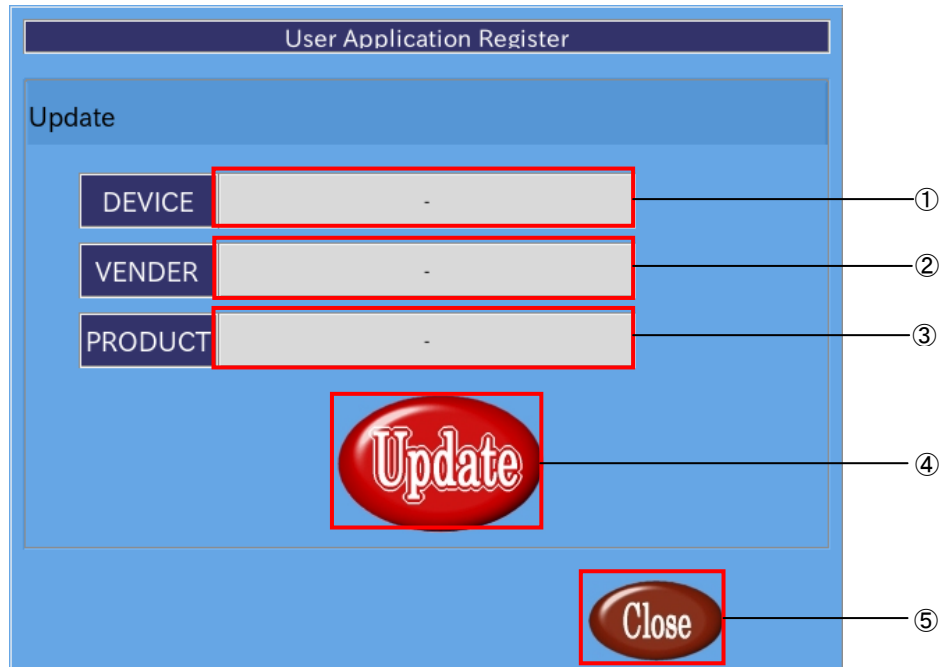 User Application Register
Update
DEVICE - ①
VENDER - ②
PRODUCT - ③
Update ④
Close ⑤